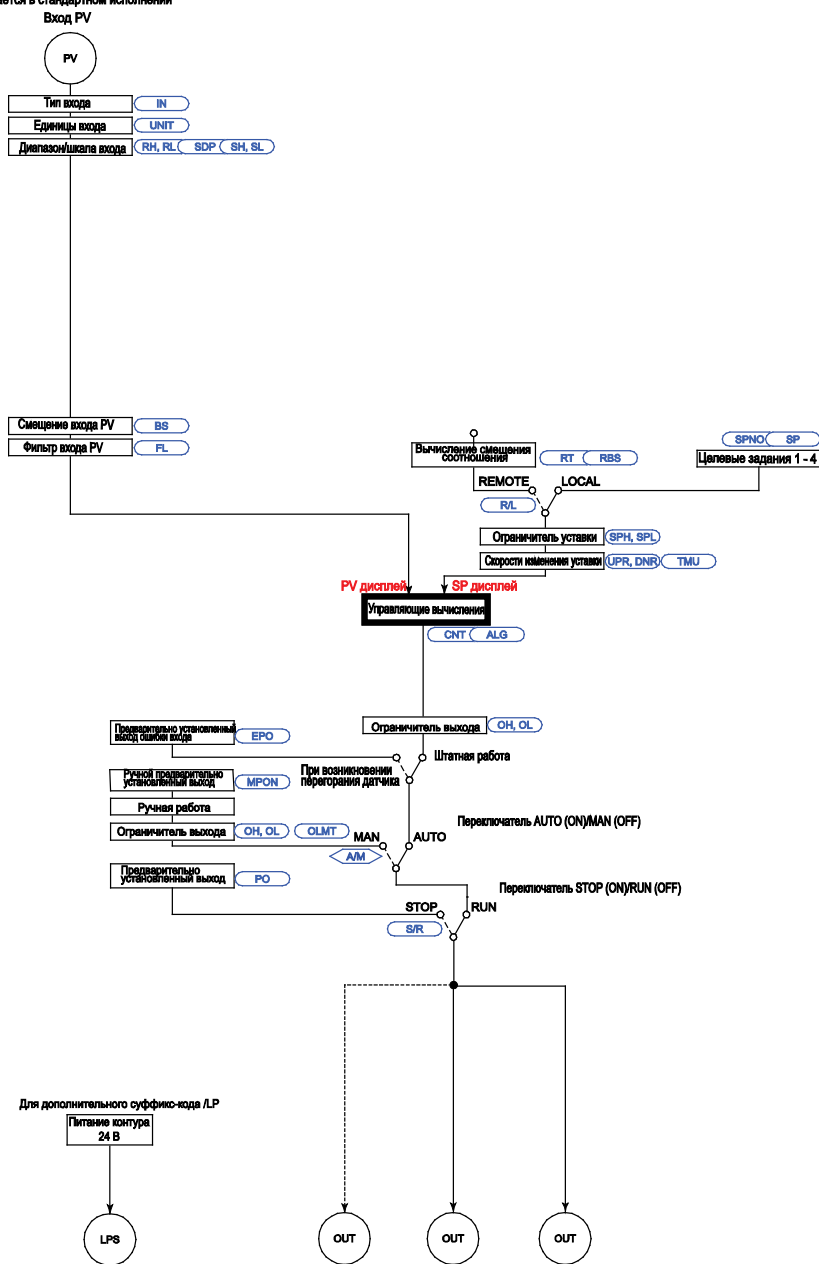 ается в стандартном исполнении
Вход PV
PV
Тип входа
IN
Единицы входа
UNIT
Диапазон/шкала входа
RH, RL
SDP
SH, SL
Смещение входа PV
BS
Фильтр входа PV
FL
Вычисление смещения
соотношения
RT
RBS
SPNO
SP
Целевые задания 1 - 4
REMOTE
LOCAL
R/L
Ограничитель уставки
SPH, SPL
Скорости изменения уставки
UPR, DNR
TMU
PV дисплей
SP дисплей
Управляющие вычисления
CNT
ALG
Ограничитель выхода
OH, OL
Предварительно установленный
выход ошибки входа
EPO
Штатная работа
При возникновении
перегорания датчика
Ручной предварительно
установленный выход
MPON
Ручная работа
Ограничитель выхода
OH, OL
OLMT
MAN
AUTO
A/M
Переключатель AUTO (ON)/MAN (OFF)
Предварительно
установленный выход
PO
Переключатель STOP (ON)/RUN (OFF)
STOP
RUN
S/R
Для дополнительного суффикс-кода /LP
Питание контура
24 В
LPS
OUT
OUT
OUT